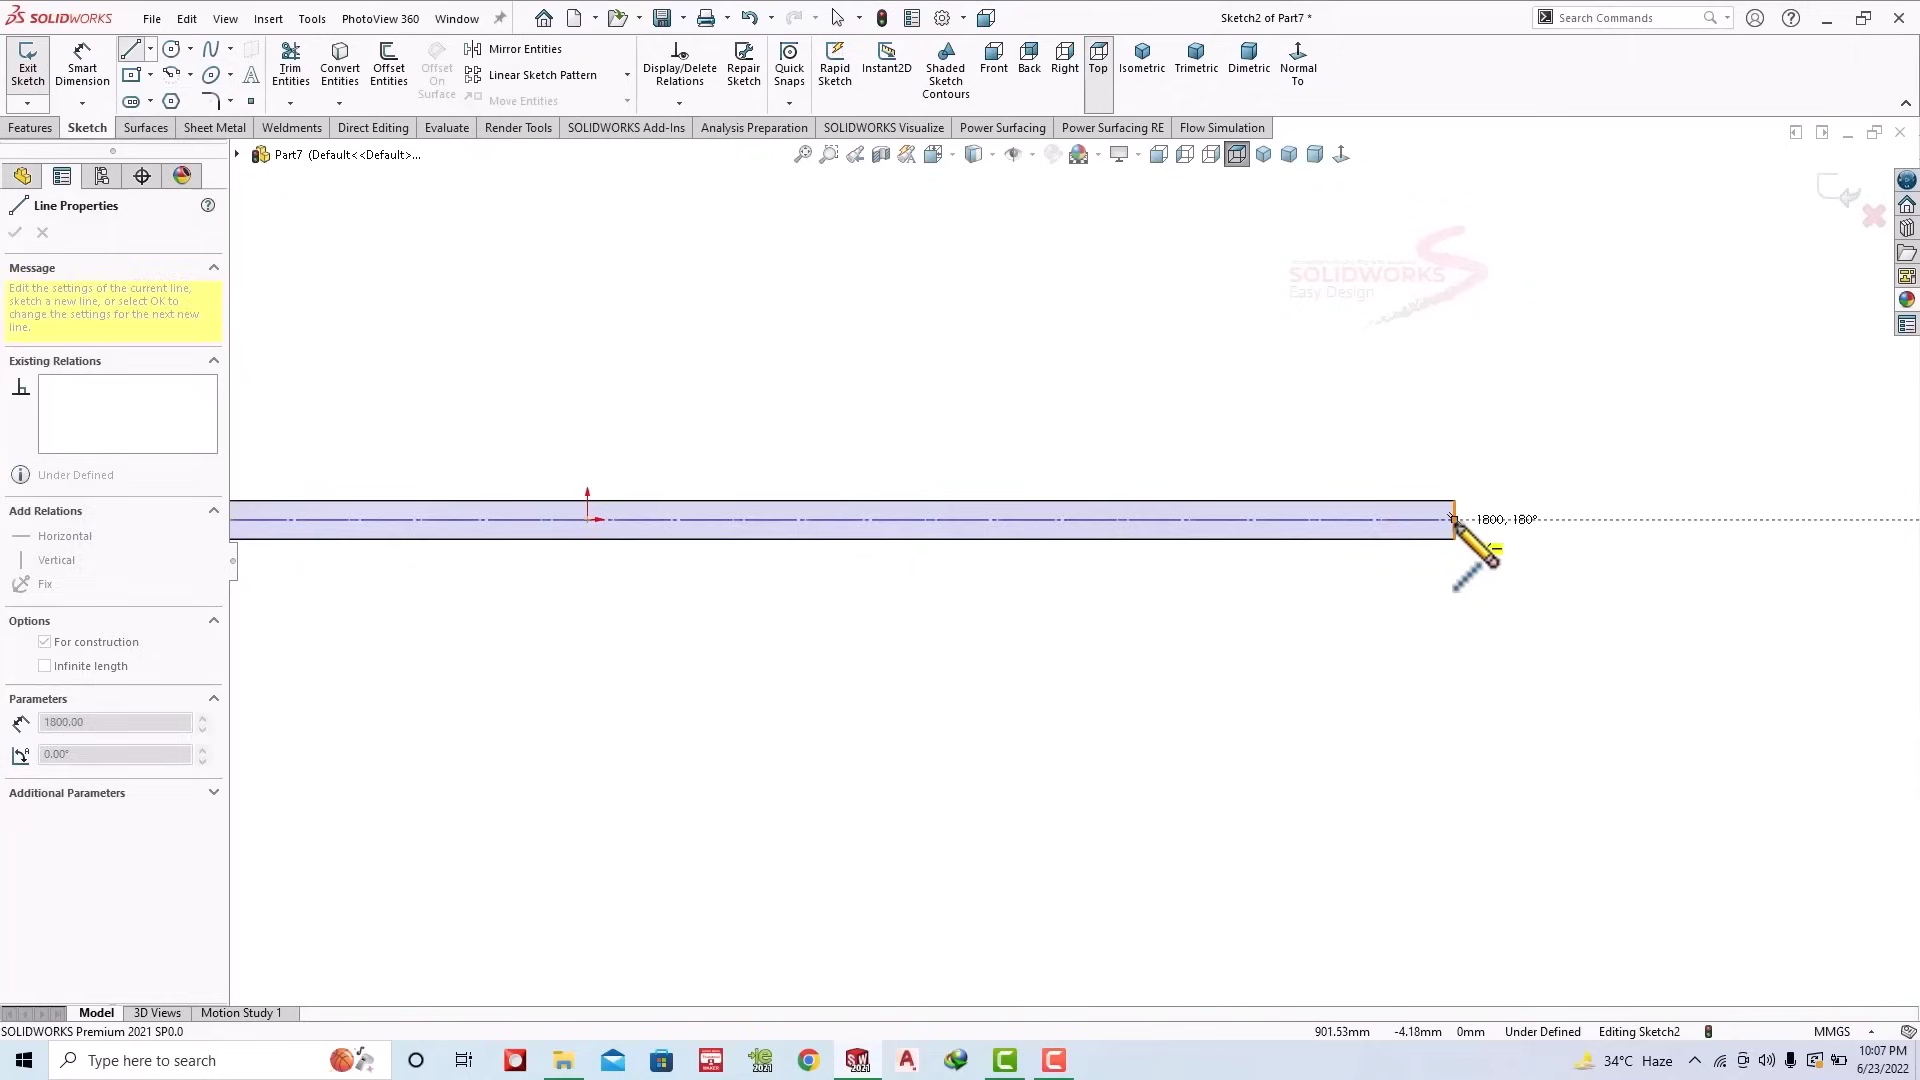 SOLIDWORKS
File
Edit
View
Insert
Tools
PhotoView 360
Window
Sketch2 of Part7 *
Search Commands
Exit Sketch
Smart Dimension
Trim Entities
Convert Entities
Offset Entities
Offset On Surface
Mirror Entities
Linear Sketch Pattern
Move Entities
Display/Delete Relations
Repair Sketch
Quick Snaps
Rapid Sketch
Instant2D
Shaded Sketch Contours
Front
Back
Right
Top
Isometric
Trimetric
Dimetric
Normal To
Features
Sketch
Surfaces
Sheet Metal
Weldments
Direct Editing
Evaluate
Render Tools
SOLIDWORKS Add-Ins
Analysis Preparation
SOLIDWORKS Visualize
Power Surfacing
Power Surfacing RE
Flow Simulation
Part7 (Default<<Default>...
Line Properties
Message
Edit the settings of the current line,
sketch a new line, or select OK to
change the settings for the next new
line.
Existing Relations
Under Defined
Add Relations
Horizontal
Vertical
Fix
Options
For construction
Infinite length
Parameters
1800.00
0.00°
Additional Parameters
SOLIDWORKS
Easy Design
1800, 180°
Model
3D Views
Motion Study 1
SOLIDWORKS Premium 2021 SP0.0
901.53mm
-4.18mm
0mm
Under Defined
Editing Sketch2
MMGS
Type here to search
34°C Haze
10:07 PM
6/23/2022